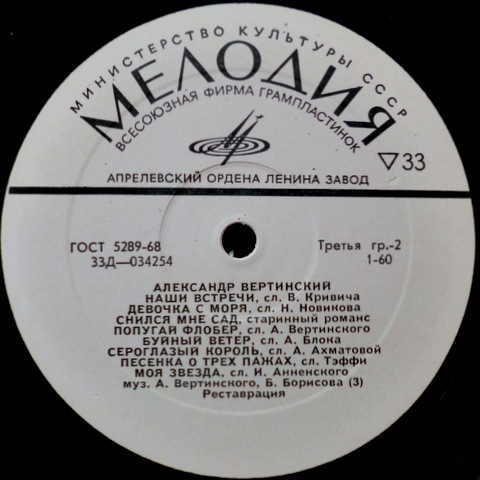 МИНИСТЕРСТВО КУЛЬТУРЫ СССР
МЕЛОДИЯ
ВСЕСОЮЗНАЯ ФИРМА ГРАМПЛАСТИНОК
▽33
АПРЕЛЕВСКИЙ ОРДЕНА ЛЕНИНА ЗАВОД
ГОСТ 5289-68
Третья гр.-2
33Д—034254
1-60
АЛЕКСАНДР ВЕРТИНСКИЙ
НАШИ ВСТРЕЧИ, сл. В. Кривича
ДЕВОЧКА С МОРЯ, сл. Н. Новикова
СНИЛСЯ МНЕ САД, старинный романс
ПОПУГАЙ ФЛОБЕР, сл. А. Вертинского
БУЙНЫЙ ВЕТЕР, сл. А. Блока
СЕРОГЛАЗЫЙ КОРОЛЬ, сл. А. Ахматовой
ПЕСЕНКА О ТРЕХ ПАЖАХ, сл. Тэффи
МОЯ ЗВЕЗДА, сл. И. Анненского
муз. А. Вертинского, Б. Борисова (3)
Реставрация